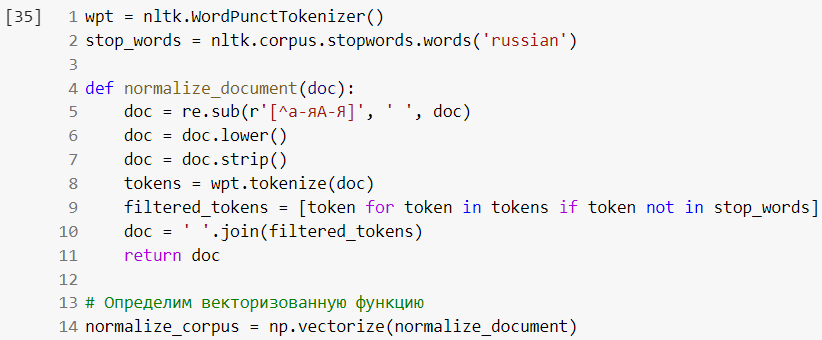 [35] 1 wpt = nltk.WordPunctTokenizer()
2 stop_words = nltk.corpus.stopwords.words('russian')
3
4 def normalize_document(doc):
5     doc = re.sub(r'[^а-яА-Я]', ' ', doc)
6     doc = doc.lower()
7     doc = doc.strip()
8     tokens = wpt.tokenize(doc)
9     filtered_tokens = [token for token in tokens if token not in stop_words]
10     doc = ' '.join(filtered_tokens)
11     return doc
12
13 # Определим векторизованную функцию
14 normalize_corpus = np.vectorize(normalize_document)